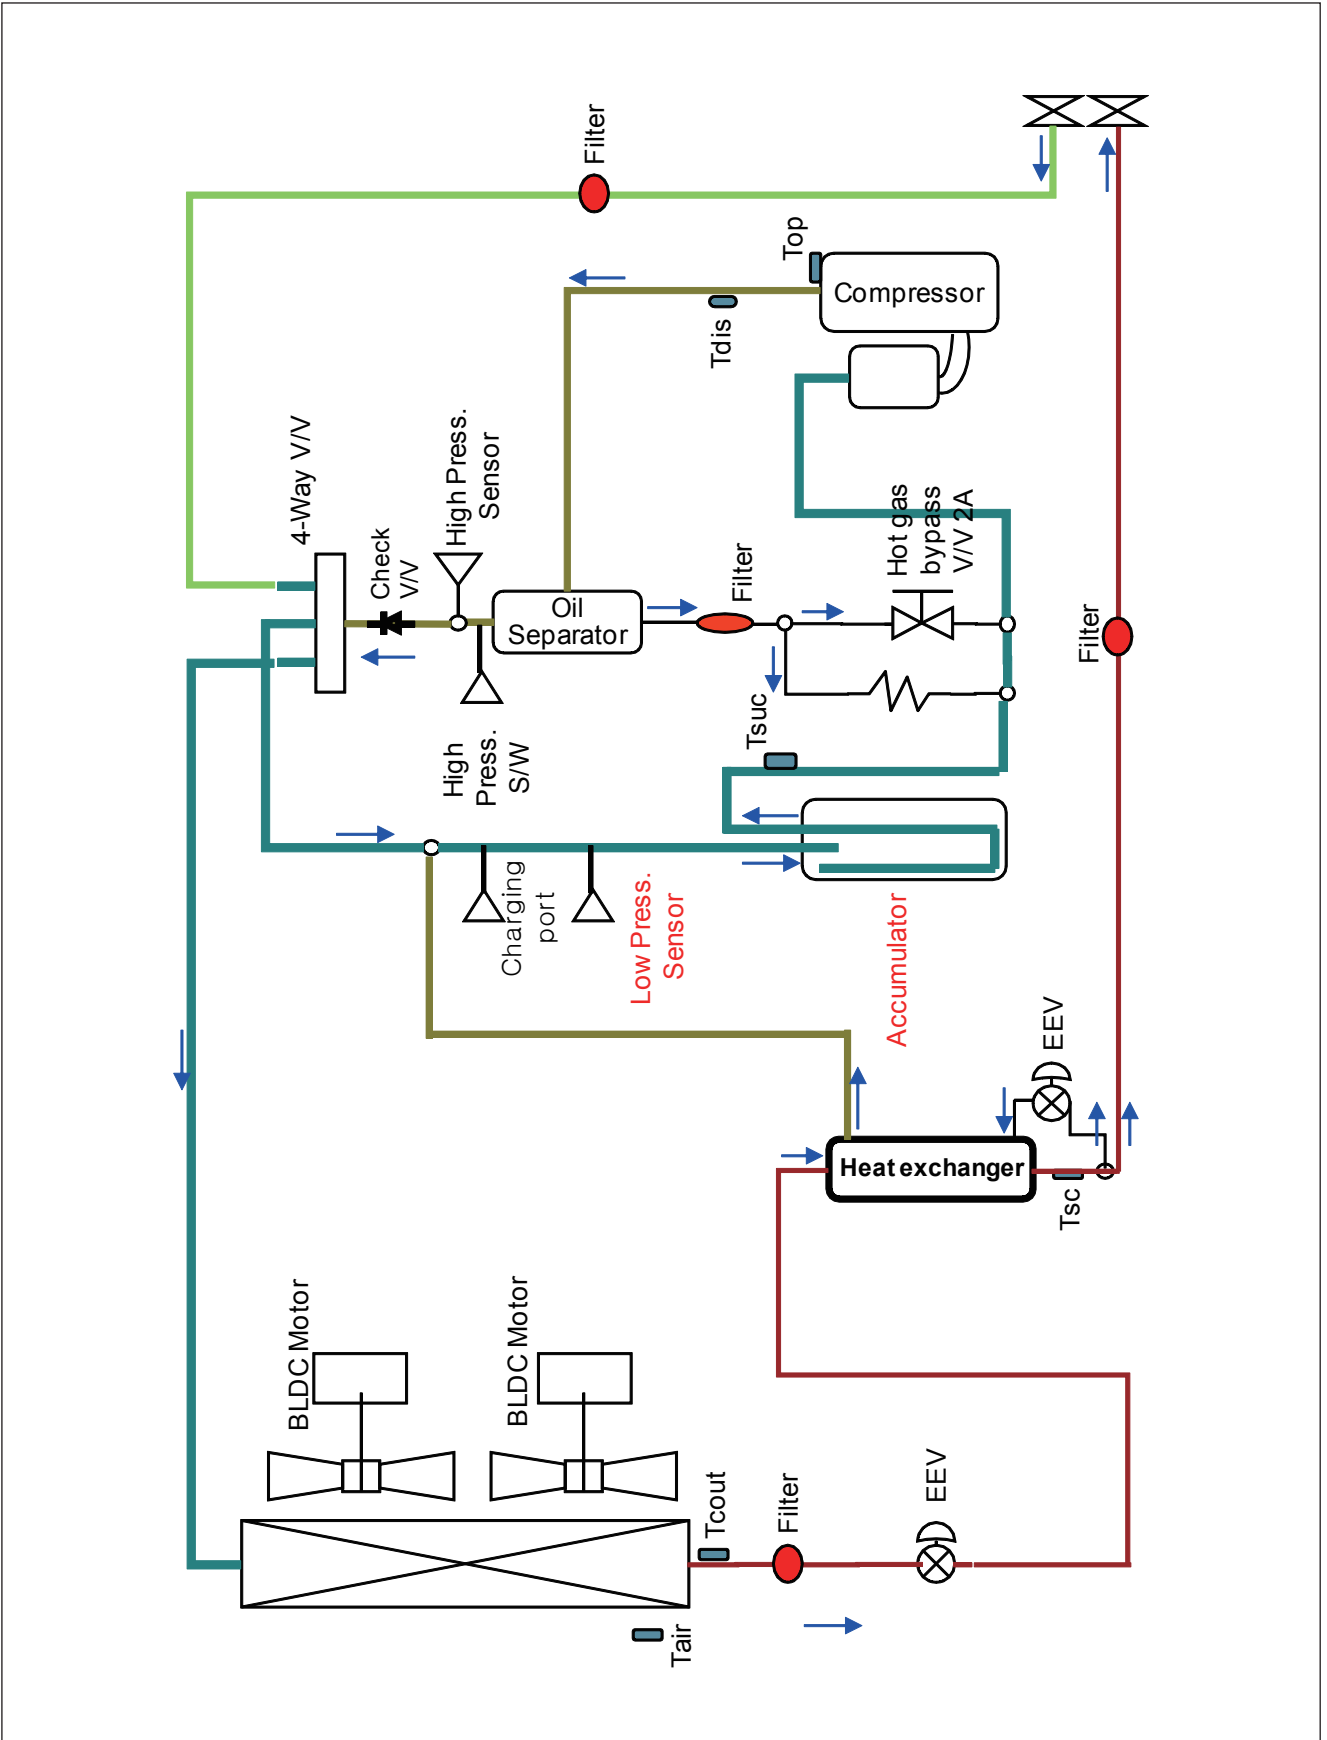 Filter
Top
Compressor
Tdis
4-Way V/V
High Press.
Sensor
Check
V/V
Hot gas
bypass
V/V 2A
Filter
Oil
Separator
Filter
Tsuc
High
Press.
S/W
Charging
port
Low Press.
Sensor
Accumulator
EEV
Heat exchanger
Tsc
BLDC Motor
BLDC Motor
Tcout
Filter
EEV
Tair